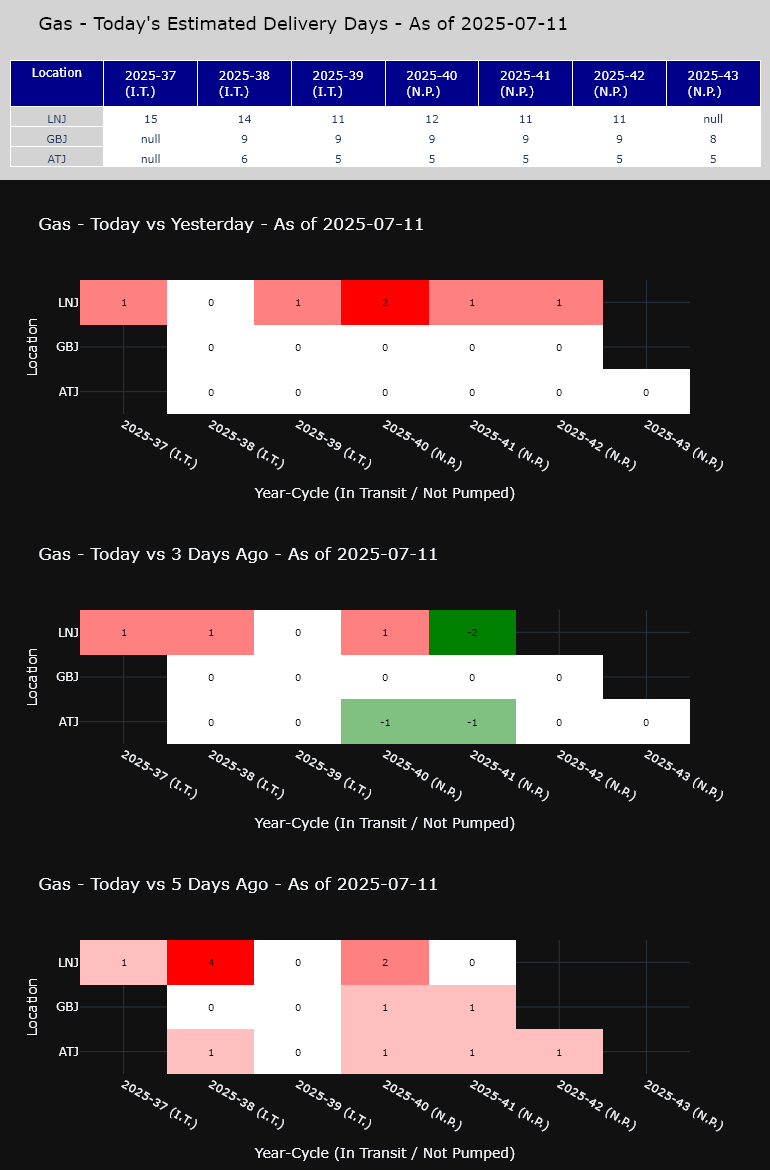 Gas - Today's Estimated Delivery Days - As of 2025-07-11
Location 2025-37 (I.T.) 2025-38 (I.T.) 2025-39 (I.T.) 2025-40 (N.P.) 2025-41 (N.P.) 2025-42 (N.P.) 2025-43 (N.P.)
LNJ 15 14 11 12 11 11 null
GBJ null 9 9 9 9 9 8
ATJ null 6 5 5 5 5 5
Gas - Today vs Yesterday - As of 2025-07-11
Location
LNJ 1 0 1 2 1 1
GBJ 0 0 0 0 0
ATJ 0 0 0 0 0 0
2025-37 (I.T.) 2025-38 (I.T.) 2025-39 (I.T.) 2025-40 (N.P.) 2025-41 (N.P.) 2025-42 (N.P.) 2025-43 (N.P.)
Year-Cycle (In Transit / Not Pumped)
Gas - Today vs 3 Days Ago - As of 2025-07-11
Location
LNJ 1 1 0 1 -2
GBJ 0 0 0 0 0
ATJ 0 0 -1 -1 0 0
2025-37 (I.T.) 2025-38 (I.T.) 2025-39 (I.T.) 2025-40 (N.P.) 2025-41 (N.P.) 2025-42 (N.P.) 2025-43 (N.P.)
Year-Cycle (In Transit / Not Pumped)
Gas - Today vs 5 Days Ago - As of 2025-07-11
Location
LNJ 1 4 0 2 0
GBJ 0 0 1 1
ATJ 1 0 1 1 1
2025-37 (I.T.) 2025-38 (I.T.) 2025-39 (I.T.) 2025-40 (N.P.) 2025-41 (N.P.) 2025-42 (N.P.) 2025-43 (N.P.)
Year-Cycle (In Transit / Not Pumped)